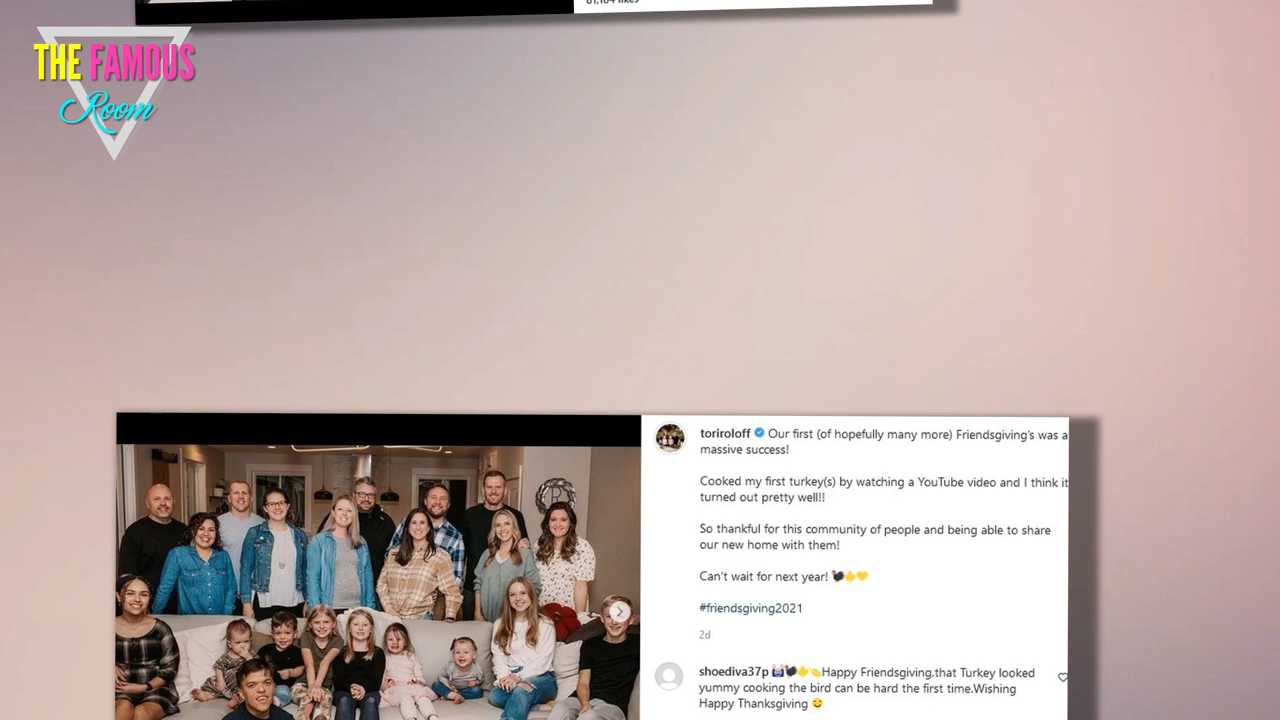 THE FAMOUS
Room
toriroloff Our first (of hopefully many more) Friendsgiving's was a
massive success!
Cooked my first turkey(s) by watching a YouTube video and I think it
turned out pretty well!!
So thankful for this community of people and being able to share
our new home with them!
Can't wait for next year! 🦃🍁💛
#friendsgiving2021
2d
shoediva37p 🙌🦃🍁🍂Happy Friendsgiving,that Turkey looked
yummy cooking the bird can be hard the first time.Wishing
Happy Thanksgiving 😊